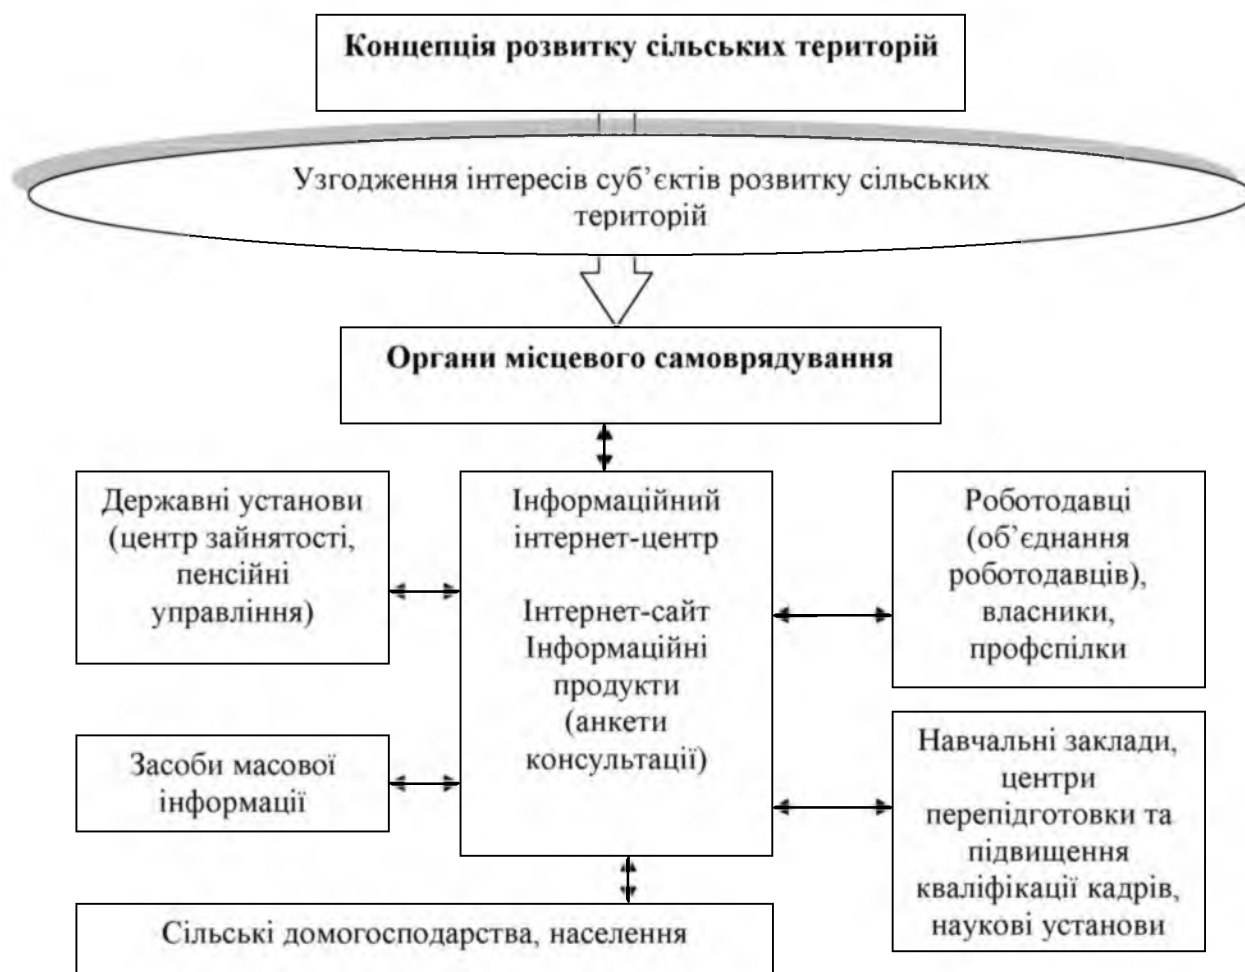 Концепція розвитку сільських територій
Узгодження інтересів суб’єктів розвитку сільських
територій
Органи місцевого самоврядування
Державні установи
(центр зайнятості,
пенсійні
управління)
Інформаційний
інтернет-центр
Інтернет-сайт
Інформаційні
продукти
(анкети
консультації)
Роботодавці
(об’єднання
роботодавців),
власники,
профспілки
Засоби масової
інформації
Навчальні заклади,
центри
перепідготовки та
підвищення
кваліфікації кадрів,
наукові установи
Сільські домогосподарства, населення